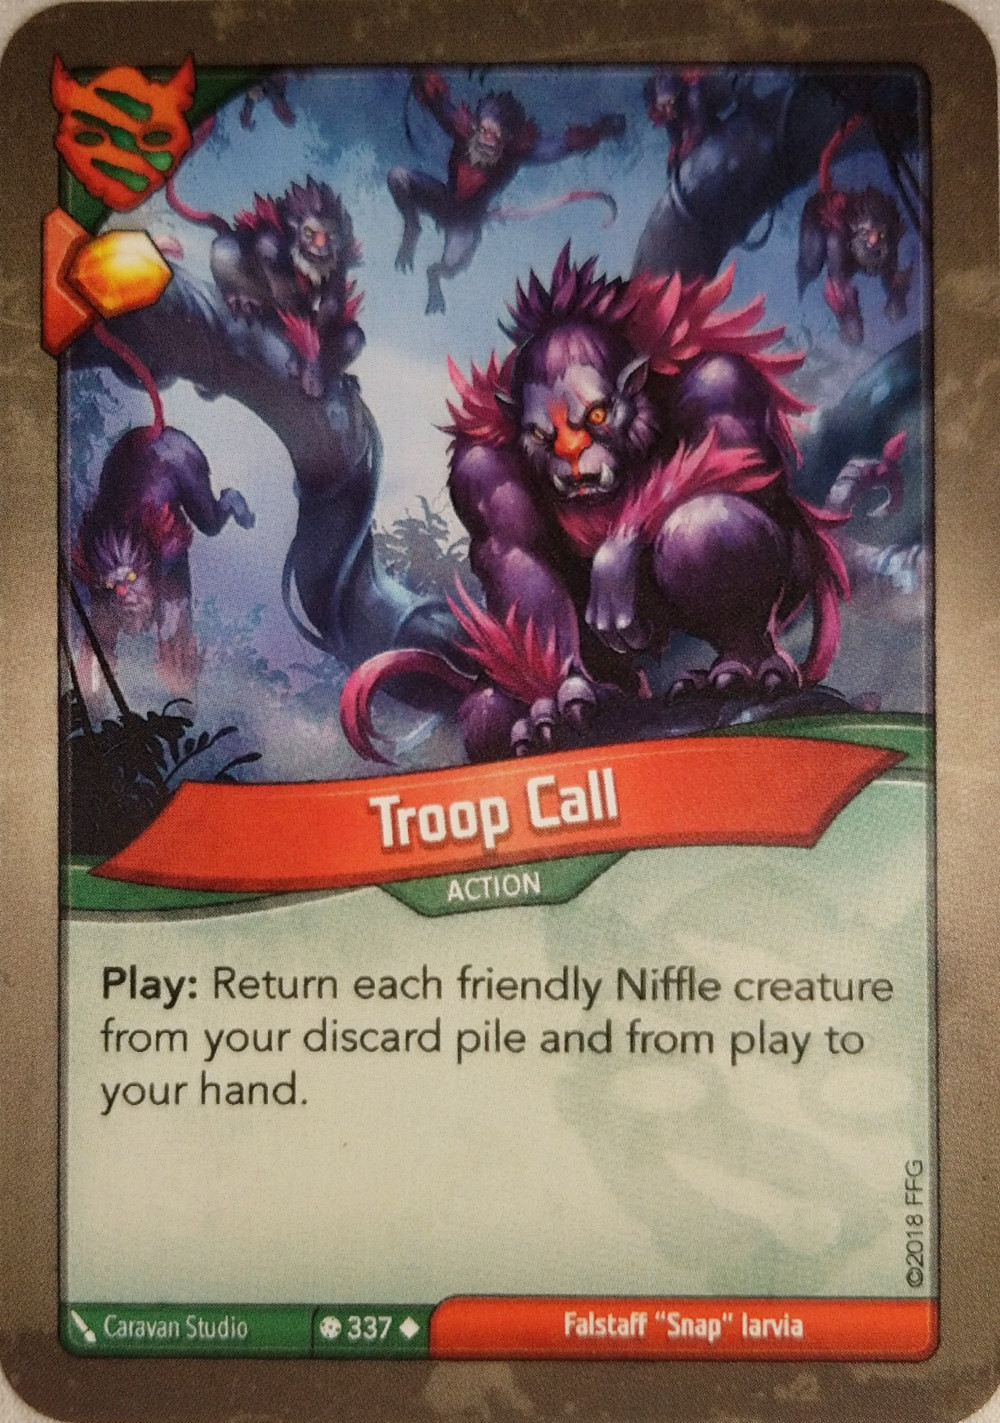 Troop Call
ACTION
Play: Return each friendly Niffle creature
from your discard pile and from play to
your hand.
©2018 FFG
Caravan Studio
337
Falstaff “Snap” Iarvia